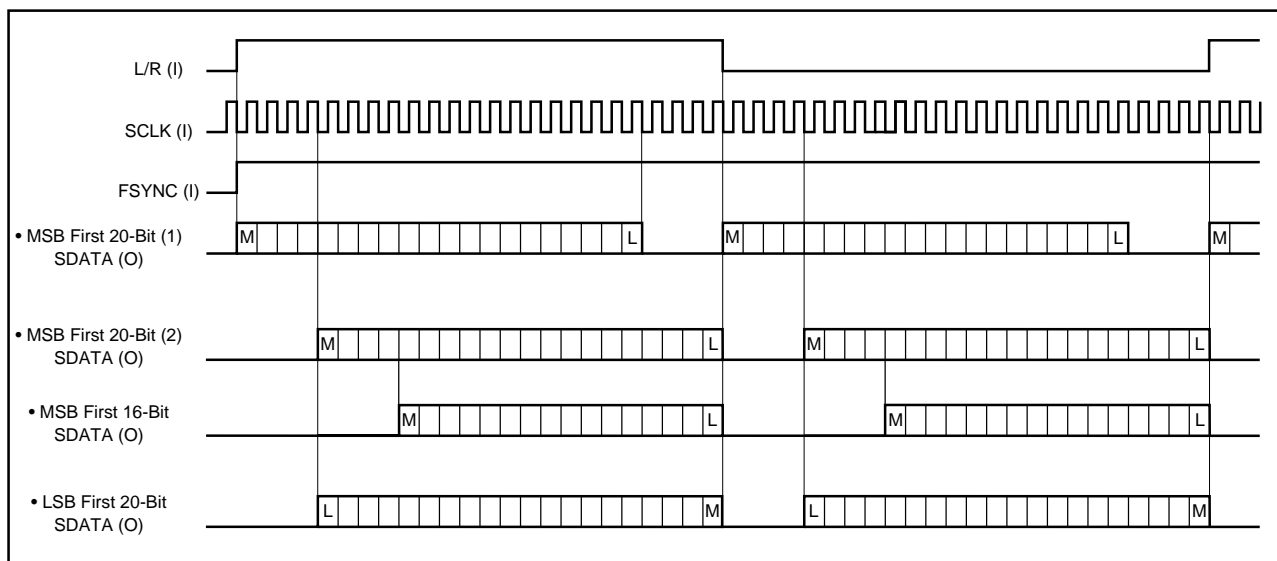 L/R (I)
SCLK (I)
FSYNC (I)
• MSB First 20-Bit (1)
SDATA (O)
M L M L M
• MSB First 20-Bit (2)
SDATA (O)
M L M L
• MSB First 16-Bit
SDATA (O)
M L M L
• LSB First 20-Bit
SDATA (O)
L M L M